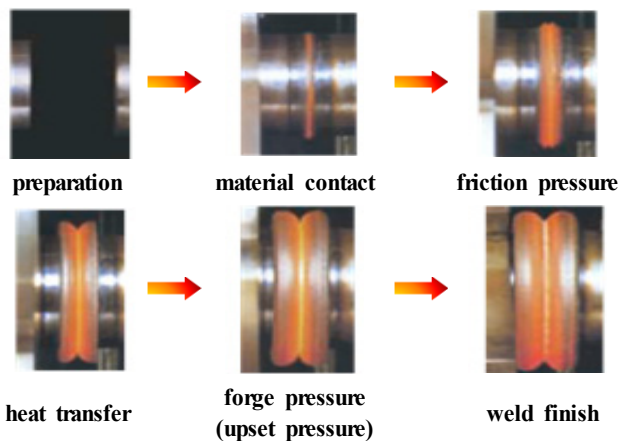 preparation
material contact
friction pressure
heat transfer
forge pressure
(upset pressure)
weld finish